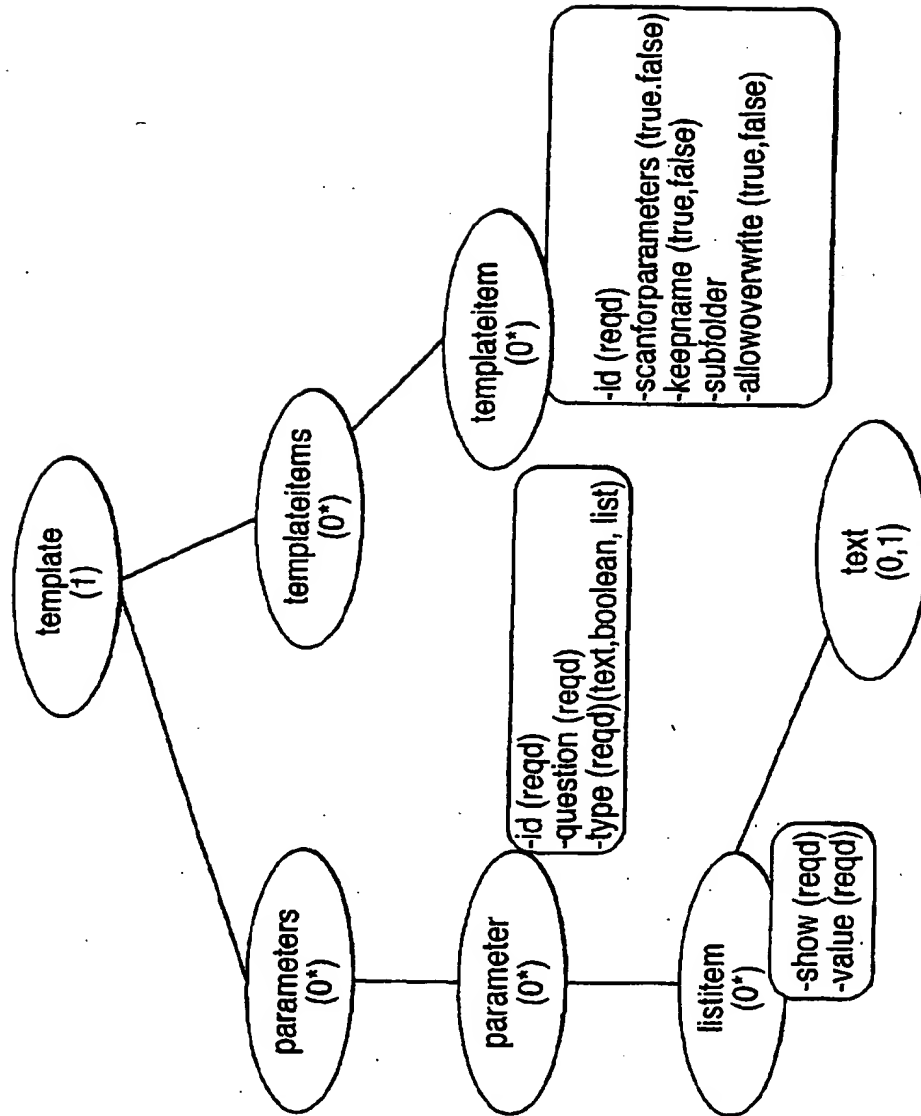 template
(1)
parameters
(0*)
templateitems
(0*)
parameter
(0*)
-id (reqd)
-question (reqd)
-type (reqd)(text,boolean, list)
templateitem
(0*)
-id (reqd)
-scanforparameters (true.false)
-keepname (true,false)
-subfolder
-allowoverwrite (true,false)
listitem
(0*)
-show (reqd)
-value (reqd)
text
(0,1)